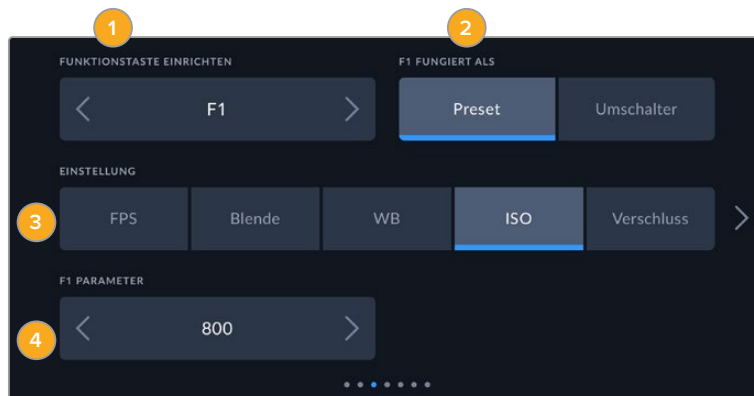 1
2
FUNKTIONSTASTE EINRICHTEN
F1 FUNGIERT ALS
F1
Preset
Umschalter
EINSTELLUNG
3
FPS
Blende
WB
ISO
Verschluss
F1 PARAMETER
4
800